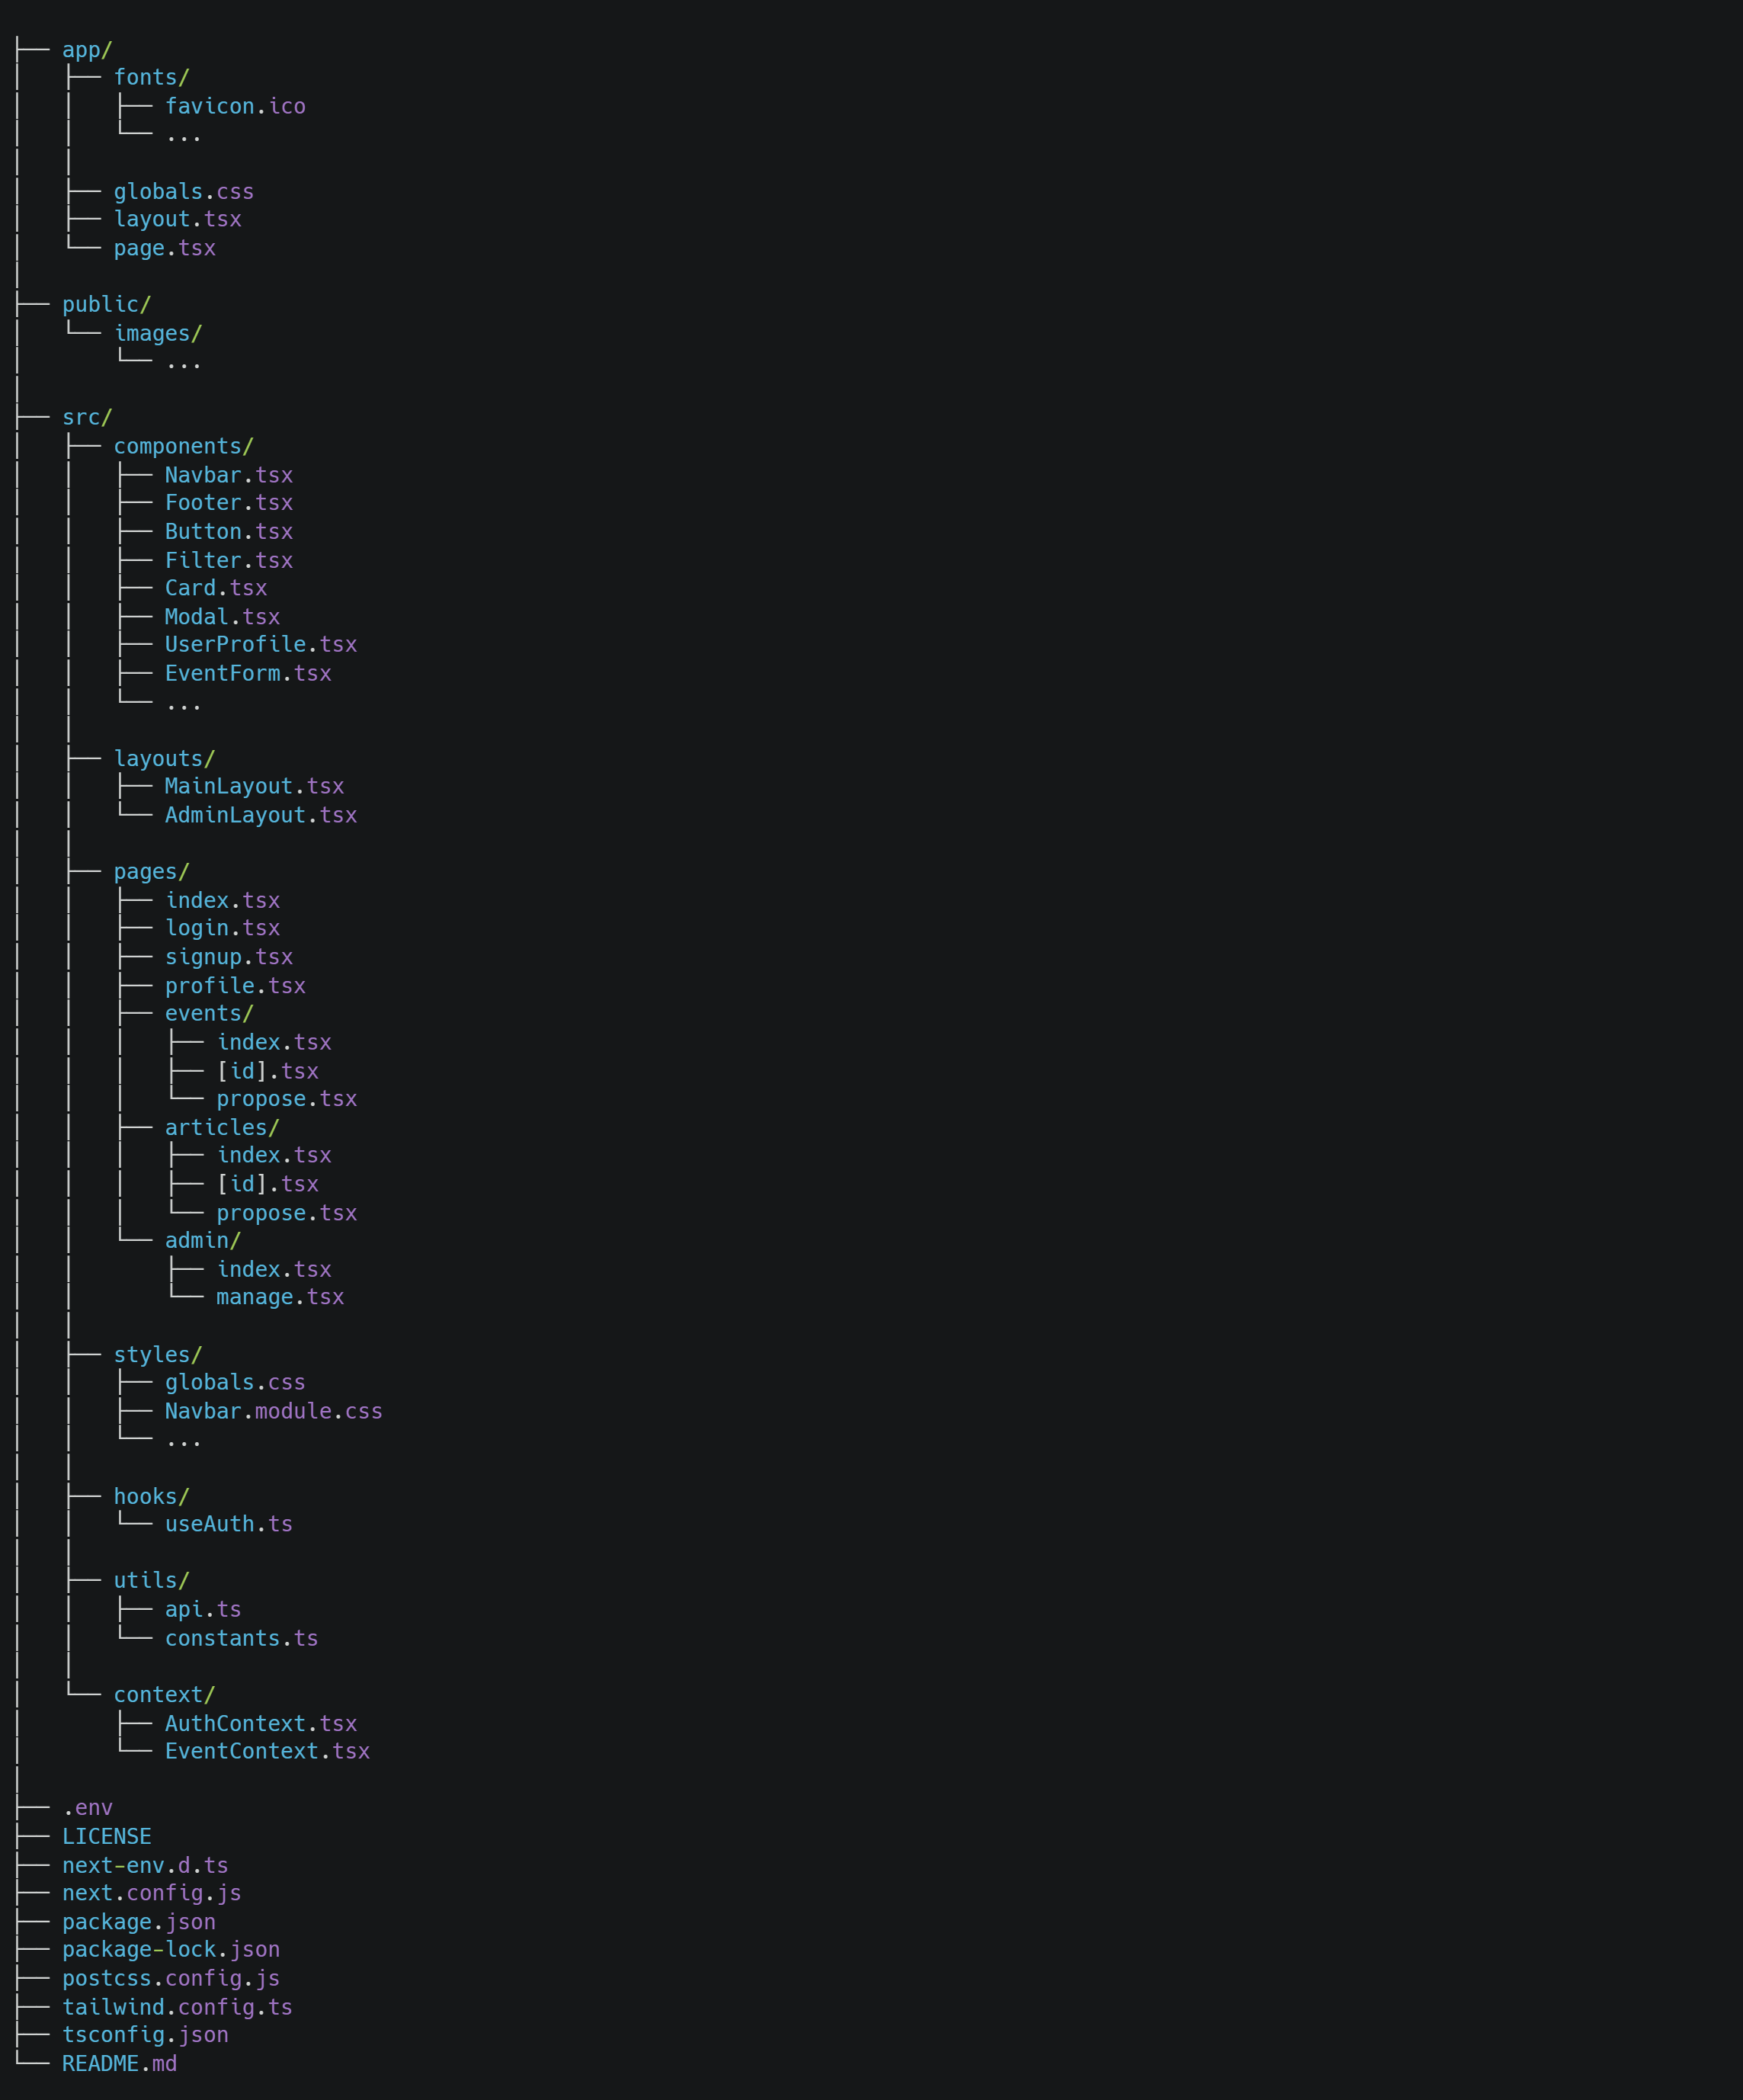 ├── app/
│   ├── fonts/
│   │   ├── favicon.ico
│   │   └── ...
│   │
│   ├── globals.css
│   ├── layout.tsx
│   └── page.tsx
│
├── public/
│   └── images/
│       └── ...
│
├── src/
│   ├── components/
│   │   ├── Navbar.tsx
│   │   ├── Footer.tsx
│   │   ├── Button.tsx
│   │   ├── Filter.tsx
│   │   ├── Card.tsx
│   │   ├── Modal.tsx
│   │   ├── UserProfile.tsx
│   │   ├── EventForm.tsx
│   │   └── ...
│   │
│   ├── layouts/
│   │   ├── MainLayout.tsx
│   │   └── AdminLayout.tsx
│   │
│   ├── pages/
│   │   ├── index.tsx
│   │   ├── login.tsx
│   │   ├── signup.tsx
│   │   ├── profile.tsx
│   │   ├── events/
│   │   │   ├── index.tsx
│   │   │   ├── [id].tsx
│   │   │   └── propose.tsx
│   │   ├── articles/
│   │   │   ├── index.tsx
│   │   │   ├── [id].tsx
│   │   │   └── propose.tsx
│   │   └── admin/
│   │       ├── index.tsx
│   │       └── manage.tsx
│   │
│   ├── styles/
│   │   ├── globals.css
│   │   ├── Navbar.module.css
│   │   └── ...
│   │
│   ├── hooks/
│   │   └── useAuth.ts
│   │
│   ├── utils/
│   │   ├── api.ts
│   │   └── constants.ts
│   │
│   └── context/
│       ├── AuthContext.tsx
│       └── EventContext.tsx
│
├── .env
├── LICENSE
├── next-env.d.ts
├── next.config.js
├── package.json
├── package-lock.json
├── postcss.config.js
├── tailwind.config.ts
├── tsconfig.json
└── README.md